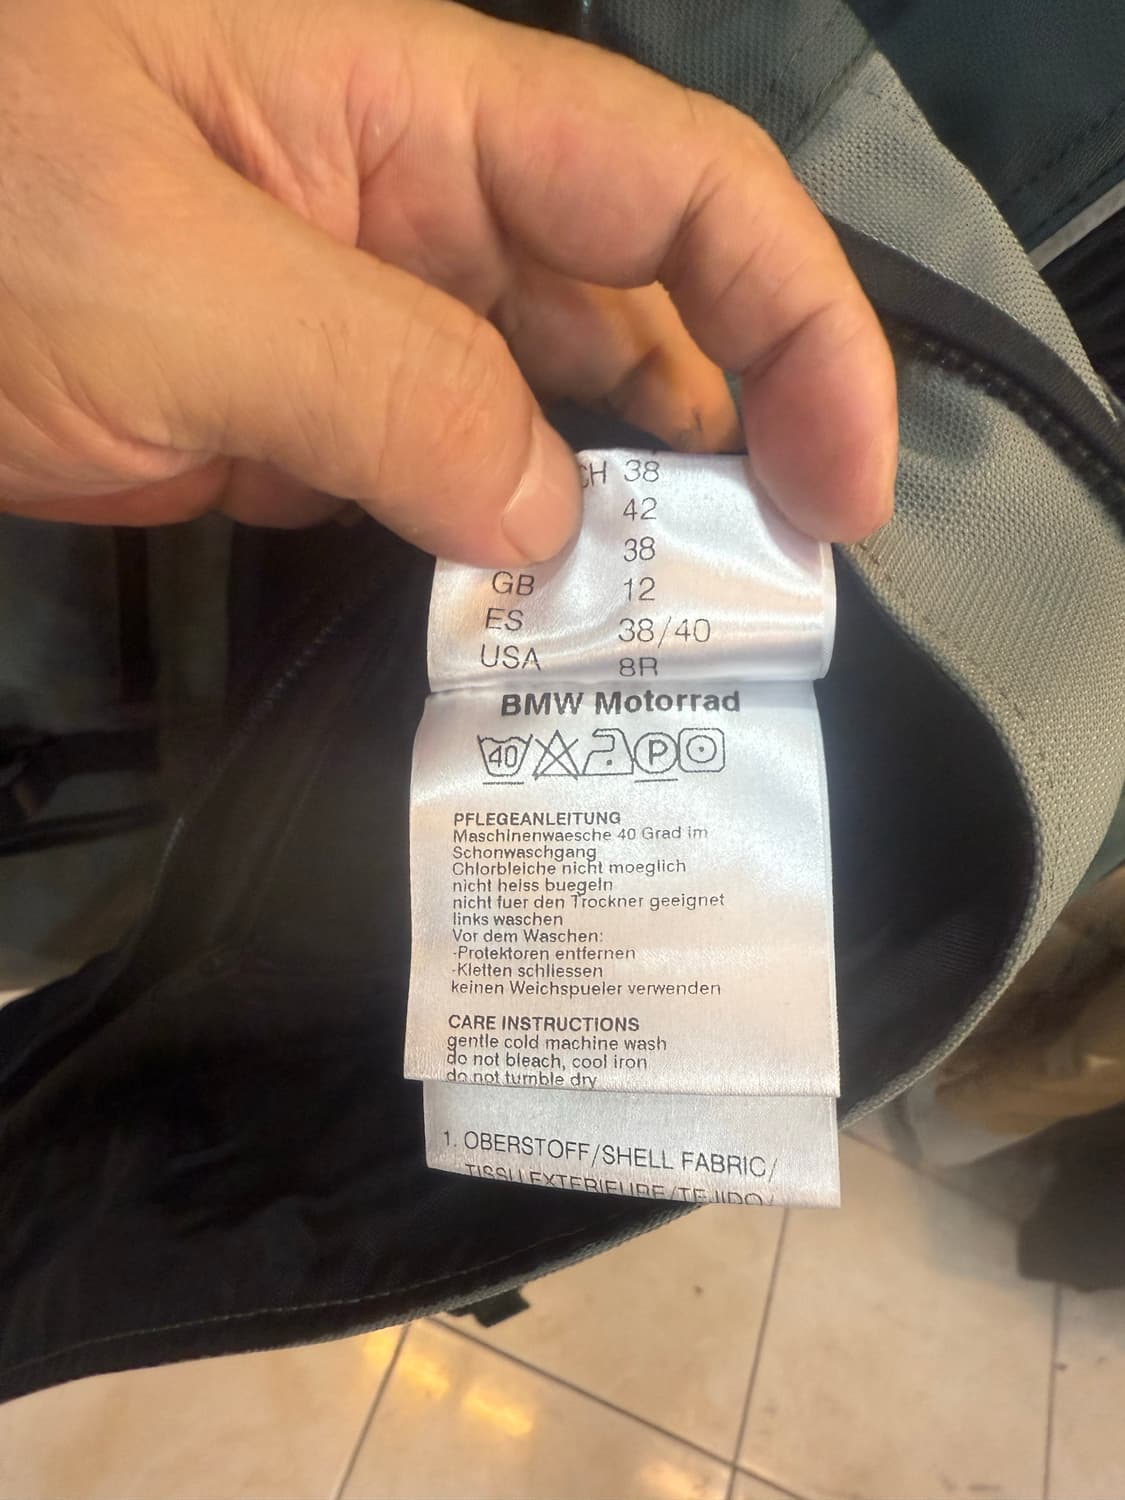 CH 38
42
38
GB 12
ES 38/40
USA 8R
BMW Motorrad
40 P
PFLEGEANLEITUNG
Maschinenwaesche 40 Grad im
Schonwaschgang
Chlorbleiche nicht moeglich
nicht heiss buegeln
nicht fuer den Trockner geeignet
links waschen
Vor dem Waschen:
-Protektoren entfernen
-Kletten schliessen
keinen Weichspueler verwenden
CARE INSTRUCTIONS
gentle cold machine wash
do not bleach, cool iron
do not tumble dry
1. OBERSTOFF/SHELL FABRIC/
TISSU EXTERIEURE/TEJIDO/